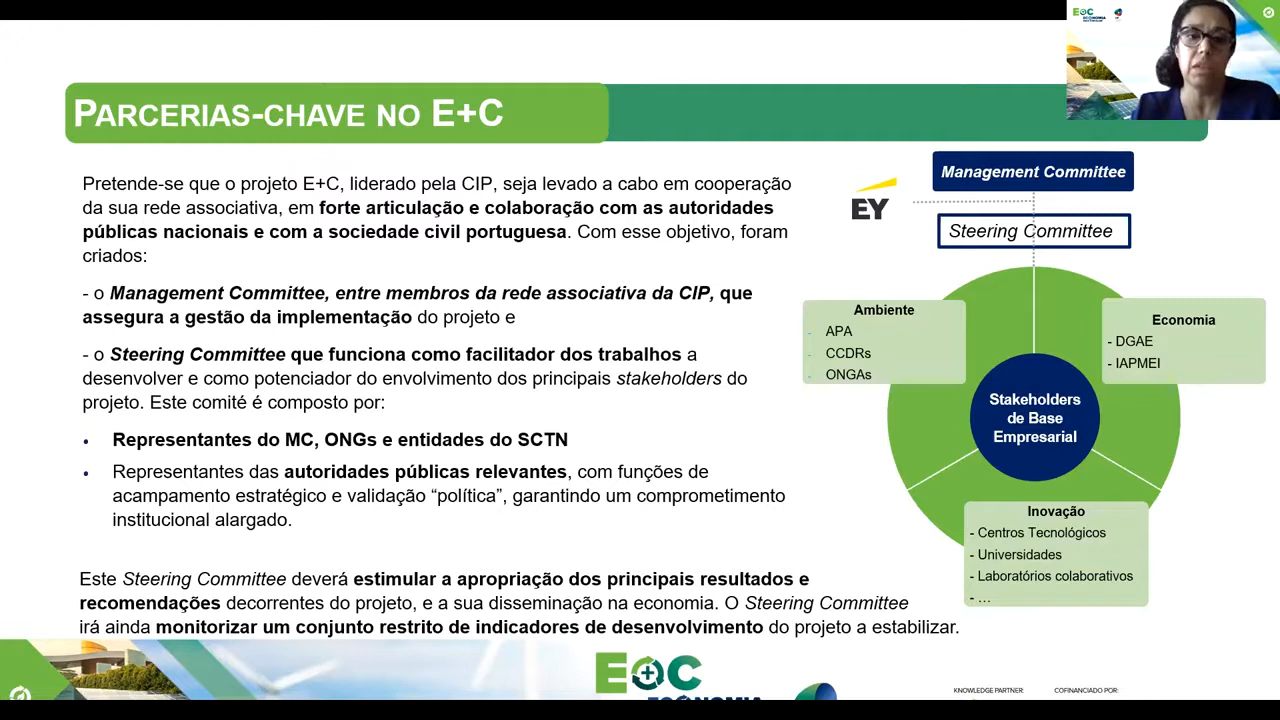 PARCERIAS-CHAVE NO E+C
Pretende-se que o projeto E+C, liderado pela CIP, seja levado a cabo em cooperação
da sua rede associativa, em forte articulação e colaboração com as autoridades
públicas nacionais e com a sociedade civil portuguesa. Com esse objetivo, foram
criados:
- o Management Committee, entre membros da rede associativa da CIP, que
assegura a gestão da implementação do projeto e
- o Steering Committee que funciona como facilitador dos trabalhos a
desenvolver e como potenciador do envolvimento dos principais stakeholders do
projeto. Este comité é composto por:
• Representantes do MC, ONGs e entidades do SCTN
• Representantes das autoridades públicas relevantes, com funções de
acampamento estratégico e validação “política”, garantindo um comprometimento
institucional alargado.
Este Steering Committee deverá estimular a apropriação dos principais resultados e
recomendações decorrentes do projeto, e a sua disseminação na economia. O Steering Committee
irá ainda monitorizar um conjunto restrito de indicadores de desenvolvimento do projeto a estabilizar.
EY
Management Committee
Steering Committee
Ambiente
- APA
- CCDRs
- ONGAs
Economia
- DGAE
- IAPMEI
Stakeholders
de Base
Empresarial
Inovação
- Centros Tecnológicos
- Universidades
- Laboratórios colaborativos
- ...
E+C
ECONOMIA
KNOWLEDGE PARTNER:
COFINANCIADO POR:
E+C
ECONOMIA